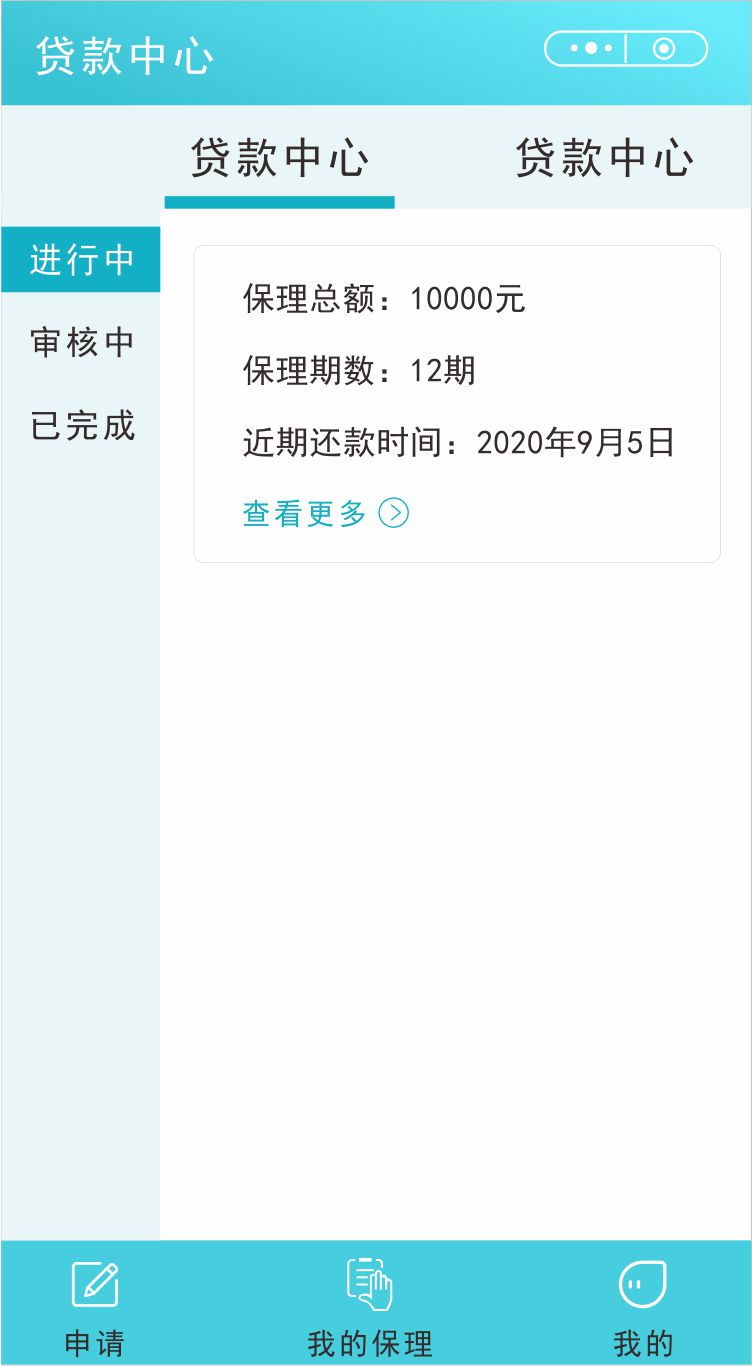 贷款中心
贷款中心 贷款中心
进行中
审核中
已完成
保理总额：10000元
保理期数：12期
近期还款时间：2020年9月5日
查看更多
申请 我的保理 我的